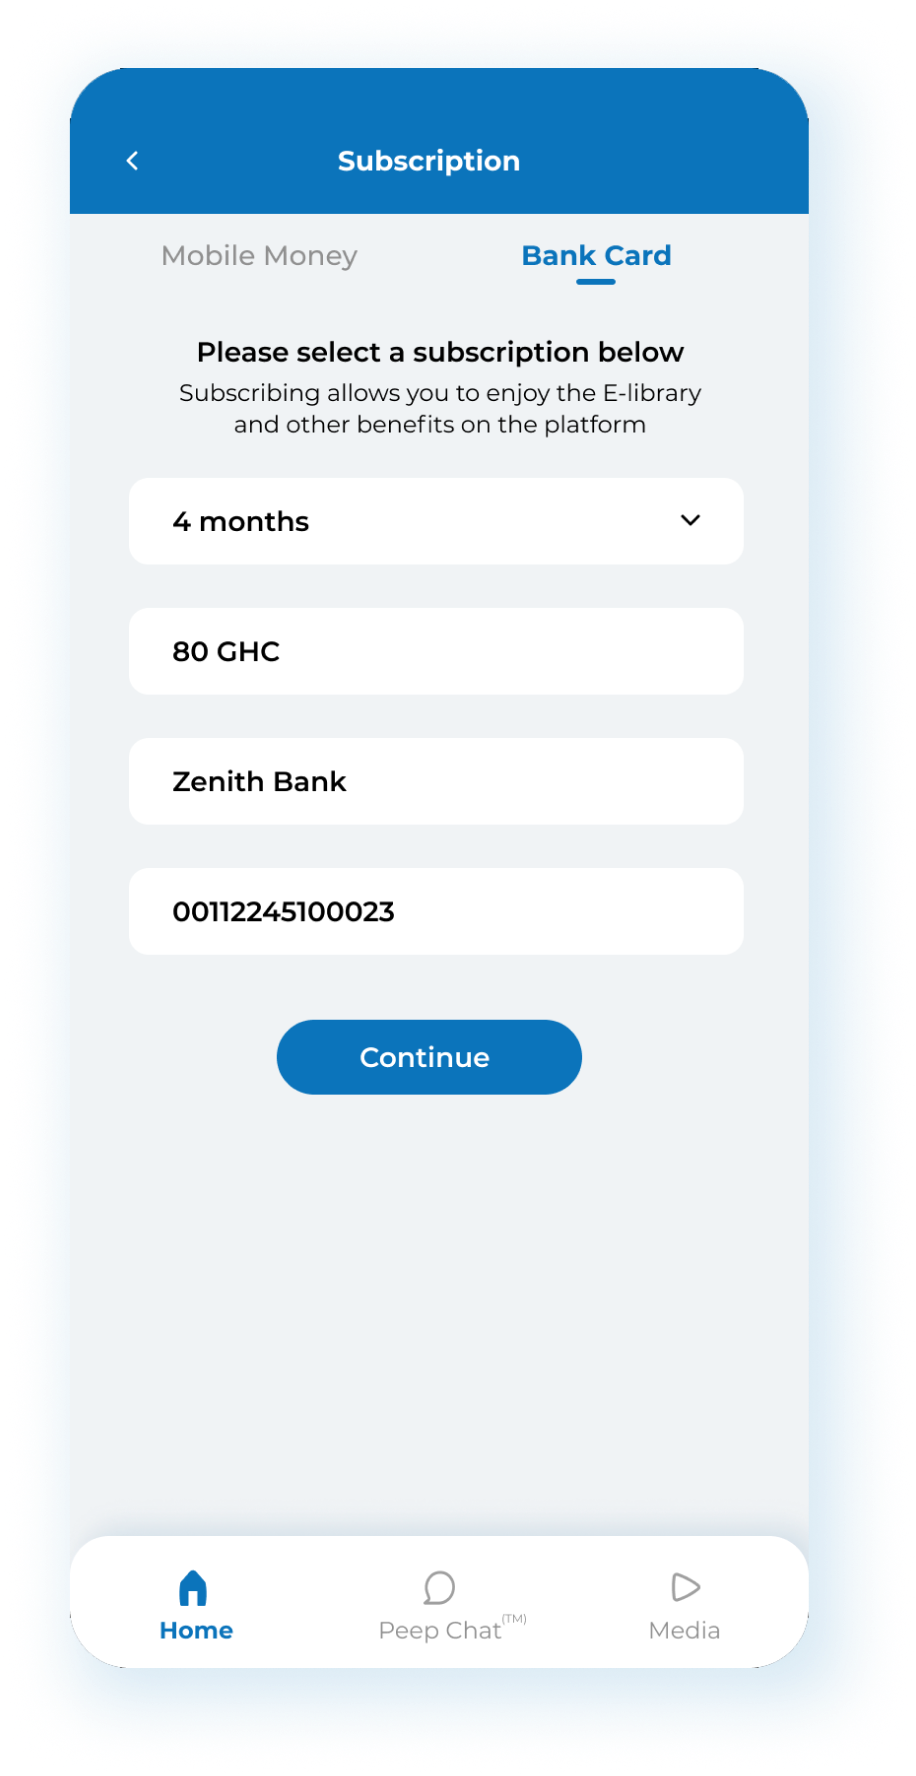 Subscription
Mobile Money
Bank Card
Please select a subscription below
Subscribing allows you to enjoy the E-library
and other benefits on the platform
4 months
80 GHC
Zenith Bank
00112245100023
Continue
Home
Peep Chat(TM)
Media